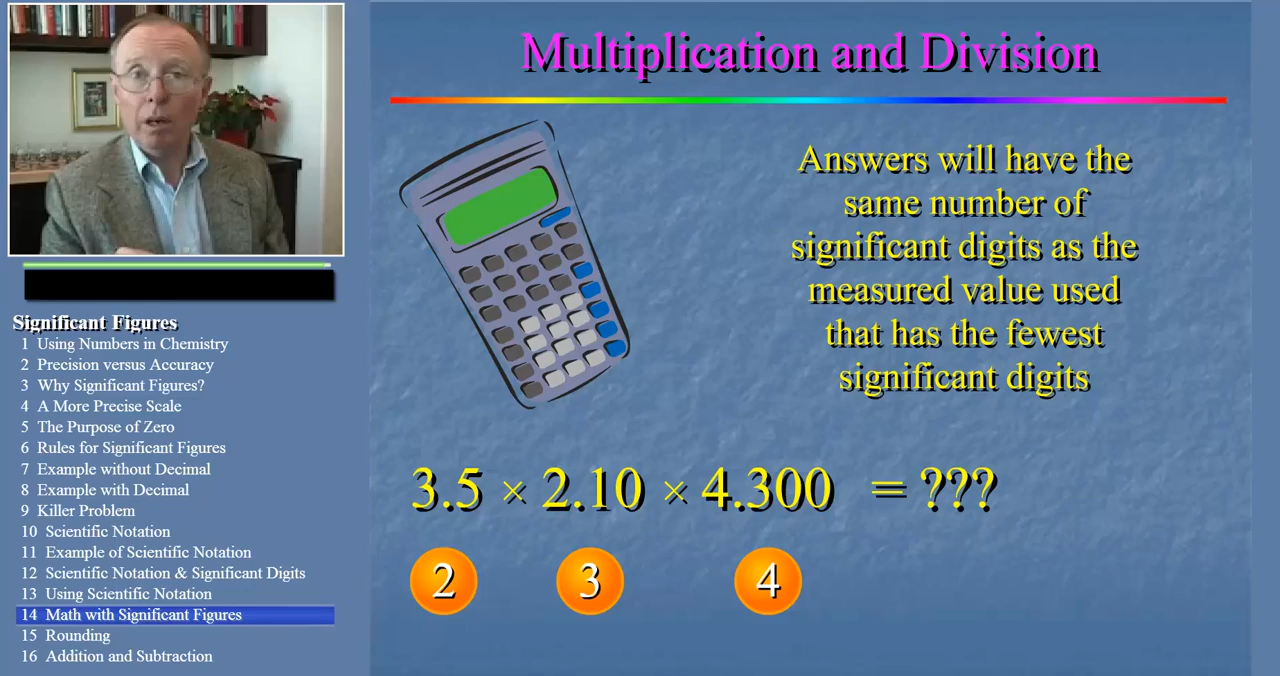 Multiplication and Division
Answers will have the
same number of
significant digits as the
measured value used
that has the fewest
significant digits
3.5 × 2.10 × 4.300 = ???
2 3 4
Significant Figures
1 Using Numbers in Chemistry
2 Precision versus Accuracy
3 Why Significant Figures?
4 A More Precise Scale
5 The Purpose of Zero
6 Rules for Significant Figures
7 Example without Decimal
8 Example with Decimal
9 Killer Problem
10 Scientific Notation
11 Example of Scientific Notation
12 Scientific Notation & Significant Digits
13 Using Scientific Notation
14 Math with Significant Figures
15 Rounding
16 Addition and Subtraction